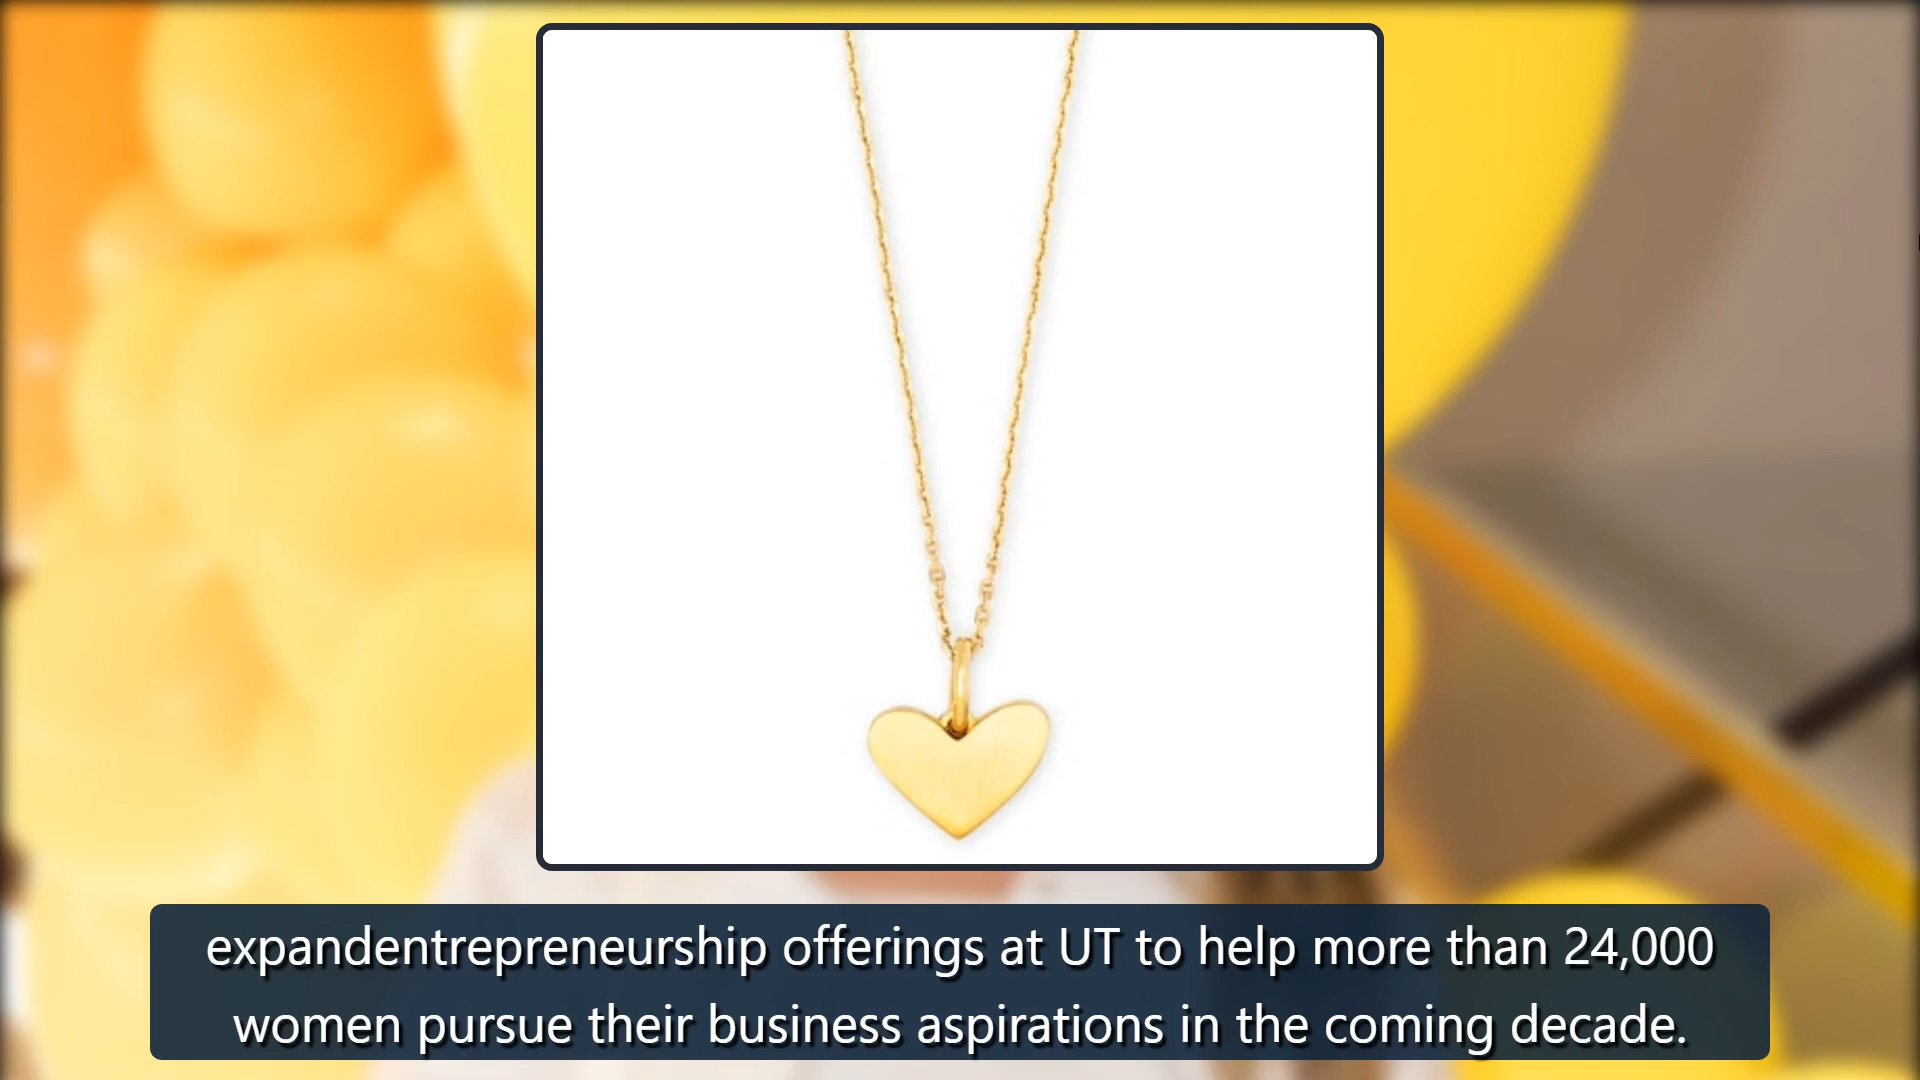 expandentrepreneurship offerings at UT to help more than 24,000
women pursue their business aspirations in the coming decade.